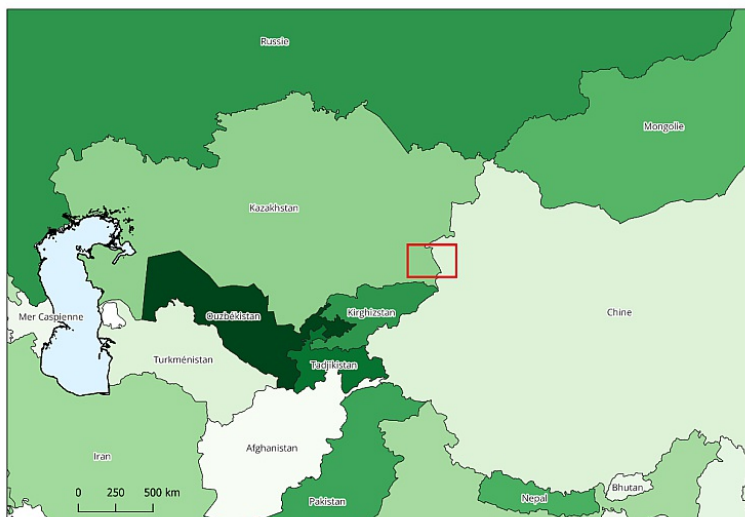 Russie
Mongolie
Kazakhstan
Mer Caspienne
Ouzbékistan
Kirghizstan
Chine
Turkménistan
Tadjikistan
Afghanistan
Iran
Bhutan
0 250 500 km
Pakistan
Nepal